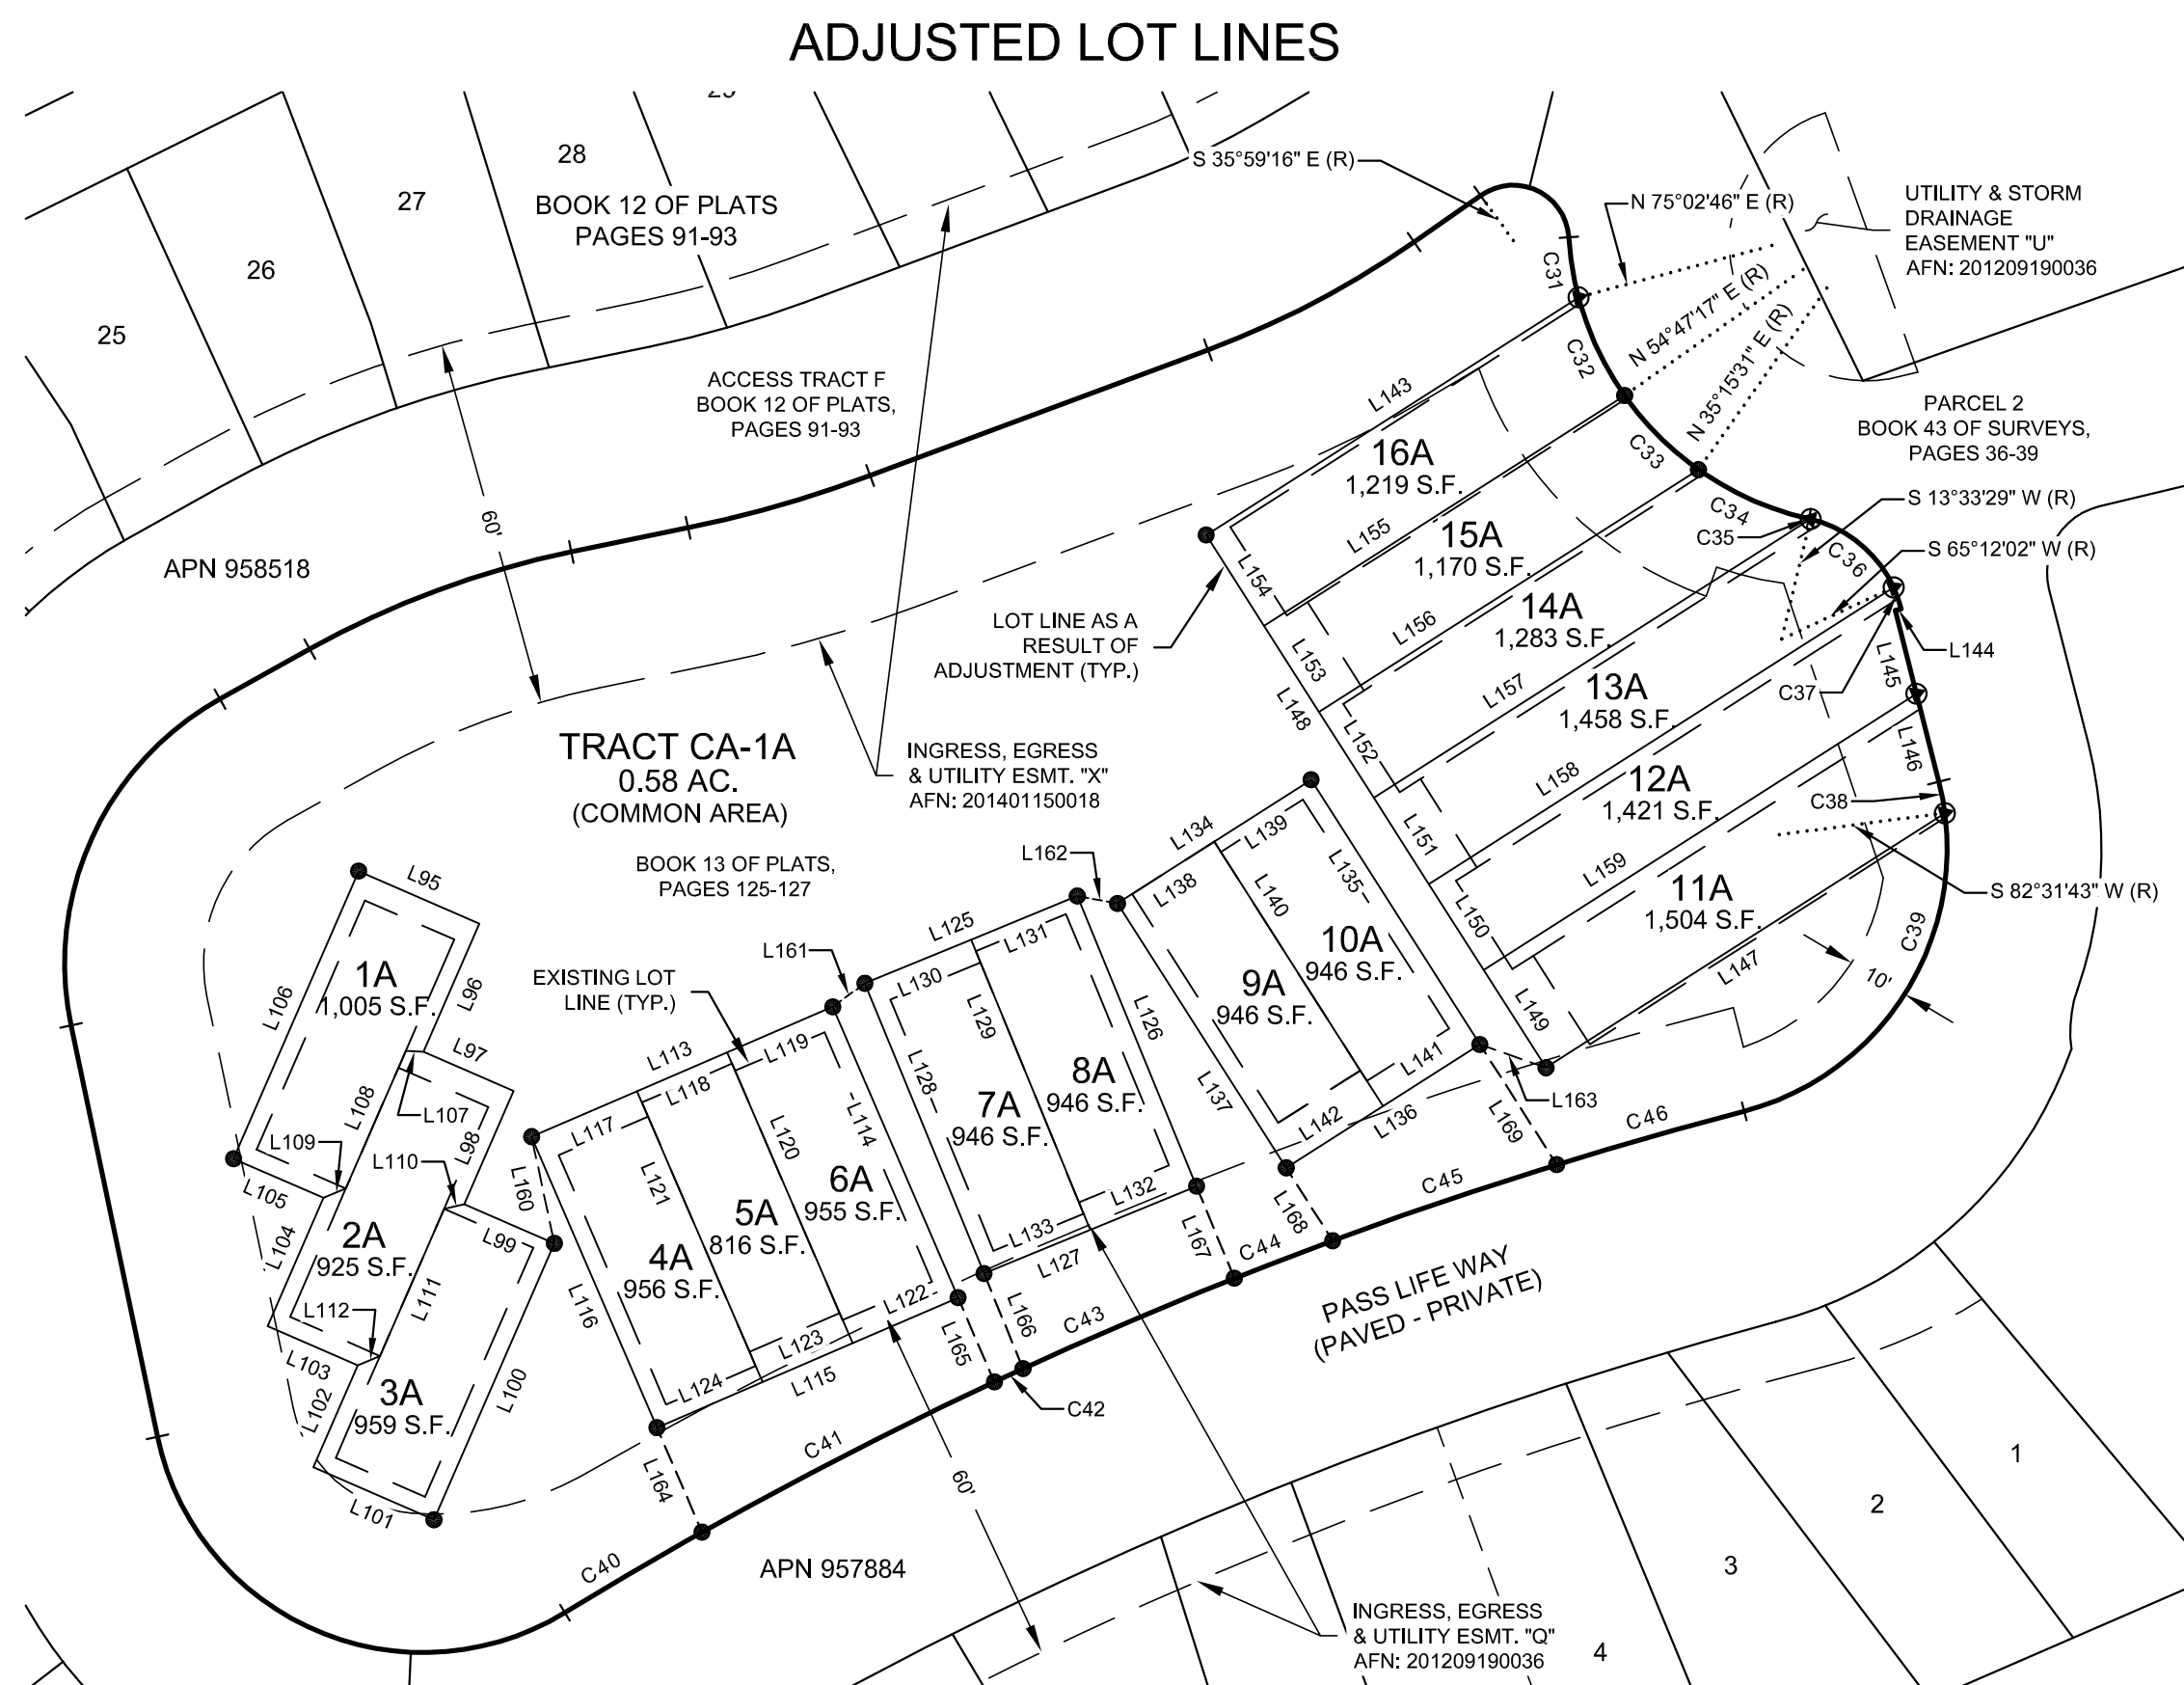 ADJUSTED LOT LINES
28
27
26
25
BOOK 12 OF PLATS
PAGES 91-93
S 35°59'16" E (R)
N 75°02'46" E (R)
UTILITY & STORM
DRAINAGE
EASEMENT "U"
AFN: 201209190036
C31
N 54°47'17" E (R)
C32
N 35°15'31" E (R)
ACCESS TRACT F
BOOK 12 OF PLATS,
PAGES 91-93
L143
PARCEL 2
BOOK 43 OF SURVEYS,
PAGES 36-39
C33
16A
1,219 S.F.
60'
S 13°33'29" W (R)
C34
C35
S 65°12'02" W (R)
C36
L155
15A
1,170 S.F.
APN 958518
L154
14A
1,283 S.F.
L156
LOT LINE AS A
RESULT OF
ADJUSTMENT (TYP.)
L153
L144
L145
C37
L157
13A
1,458 S.F.
L148
L152
TRACT CA-1A
0.58 AC.
(COMMON AREA)
INGRESS, EGRESS
& UTILITY ESMT. "X"
AFN: 201401150018
L146
L158
12A
1,421 S.F.
C38
L134
L139
L151
L162
BOOK 13 OF PLATS,
PAGES 125-127
L95
L138
L135
L140
L159
11A
1,504 S.F.
S 82°31'43" W (R)
L125
L131
L150
C39
L161
10A
946 S.F.
1A
1,005 S.F.
EXISTING LOT
LINE (TYP.)
L130
9A
946 S.F.
L147
10'
L106
L96
L129
L126
L149
L97
L113
L119
L118
L128
8A
946 S.F.
L141
L137
L107
L108
L163
7A
946 S.F.
L117
L114
L120
L142
L136
L169
C46
L109
L98
L110
L105
L160
L121
6A
955 S.F.
L132
C45
L104
2A
925 S.F.
L99
5A
816 S.F.
L133
L167
L168
C44
4A
956 S.F.
L127
L111
L116
L122
L112
L123
L166
C43
PASS LIFE WAY
(PAVED - PRIVATE)
L103
L165
L124
L115
L100
3A
959 S.F.
L102
C42
C41
L101
L164
60'
1
2
C40
APN 957884
3
INGRESS, EGRESS
& UTILITY ESMT. "Q"
AFN: 201209190036
4